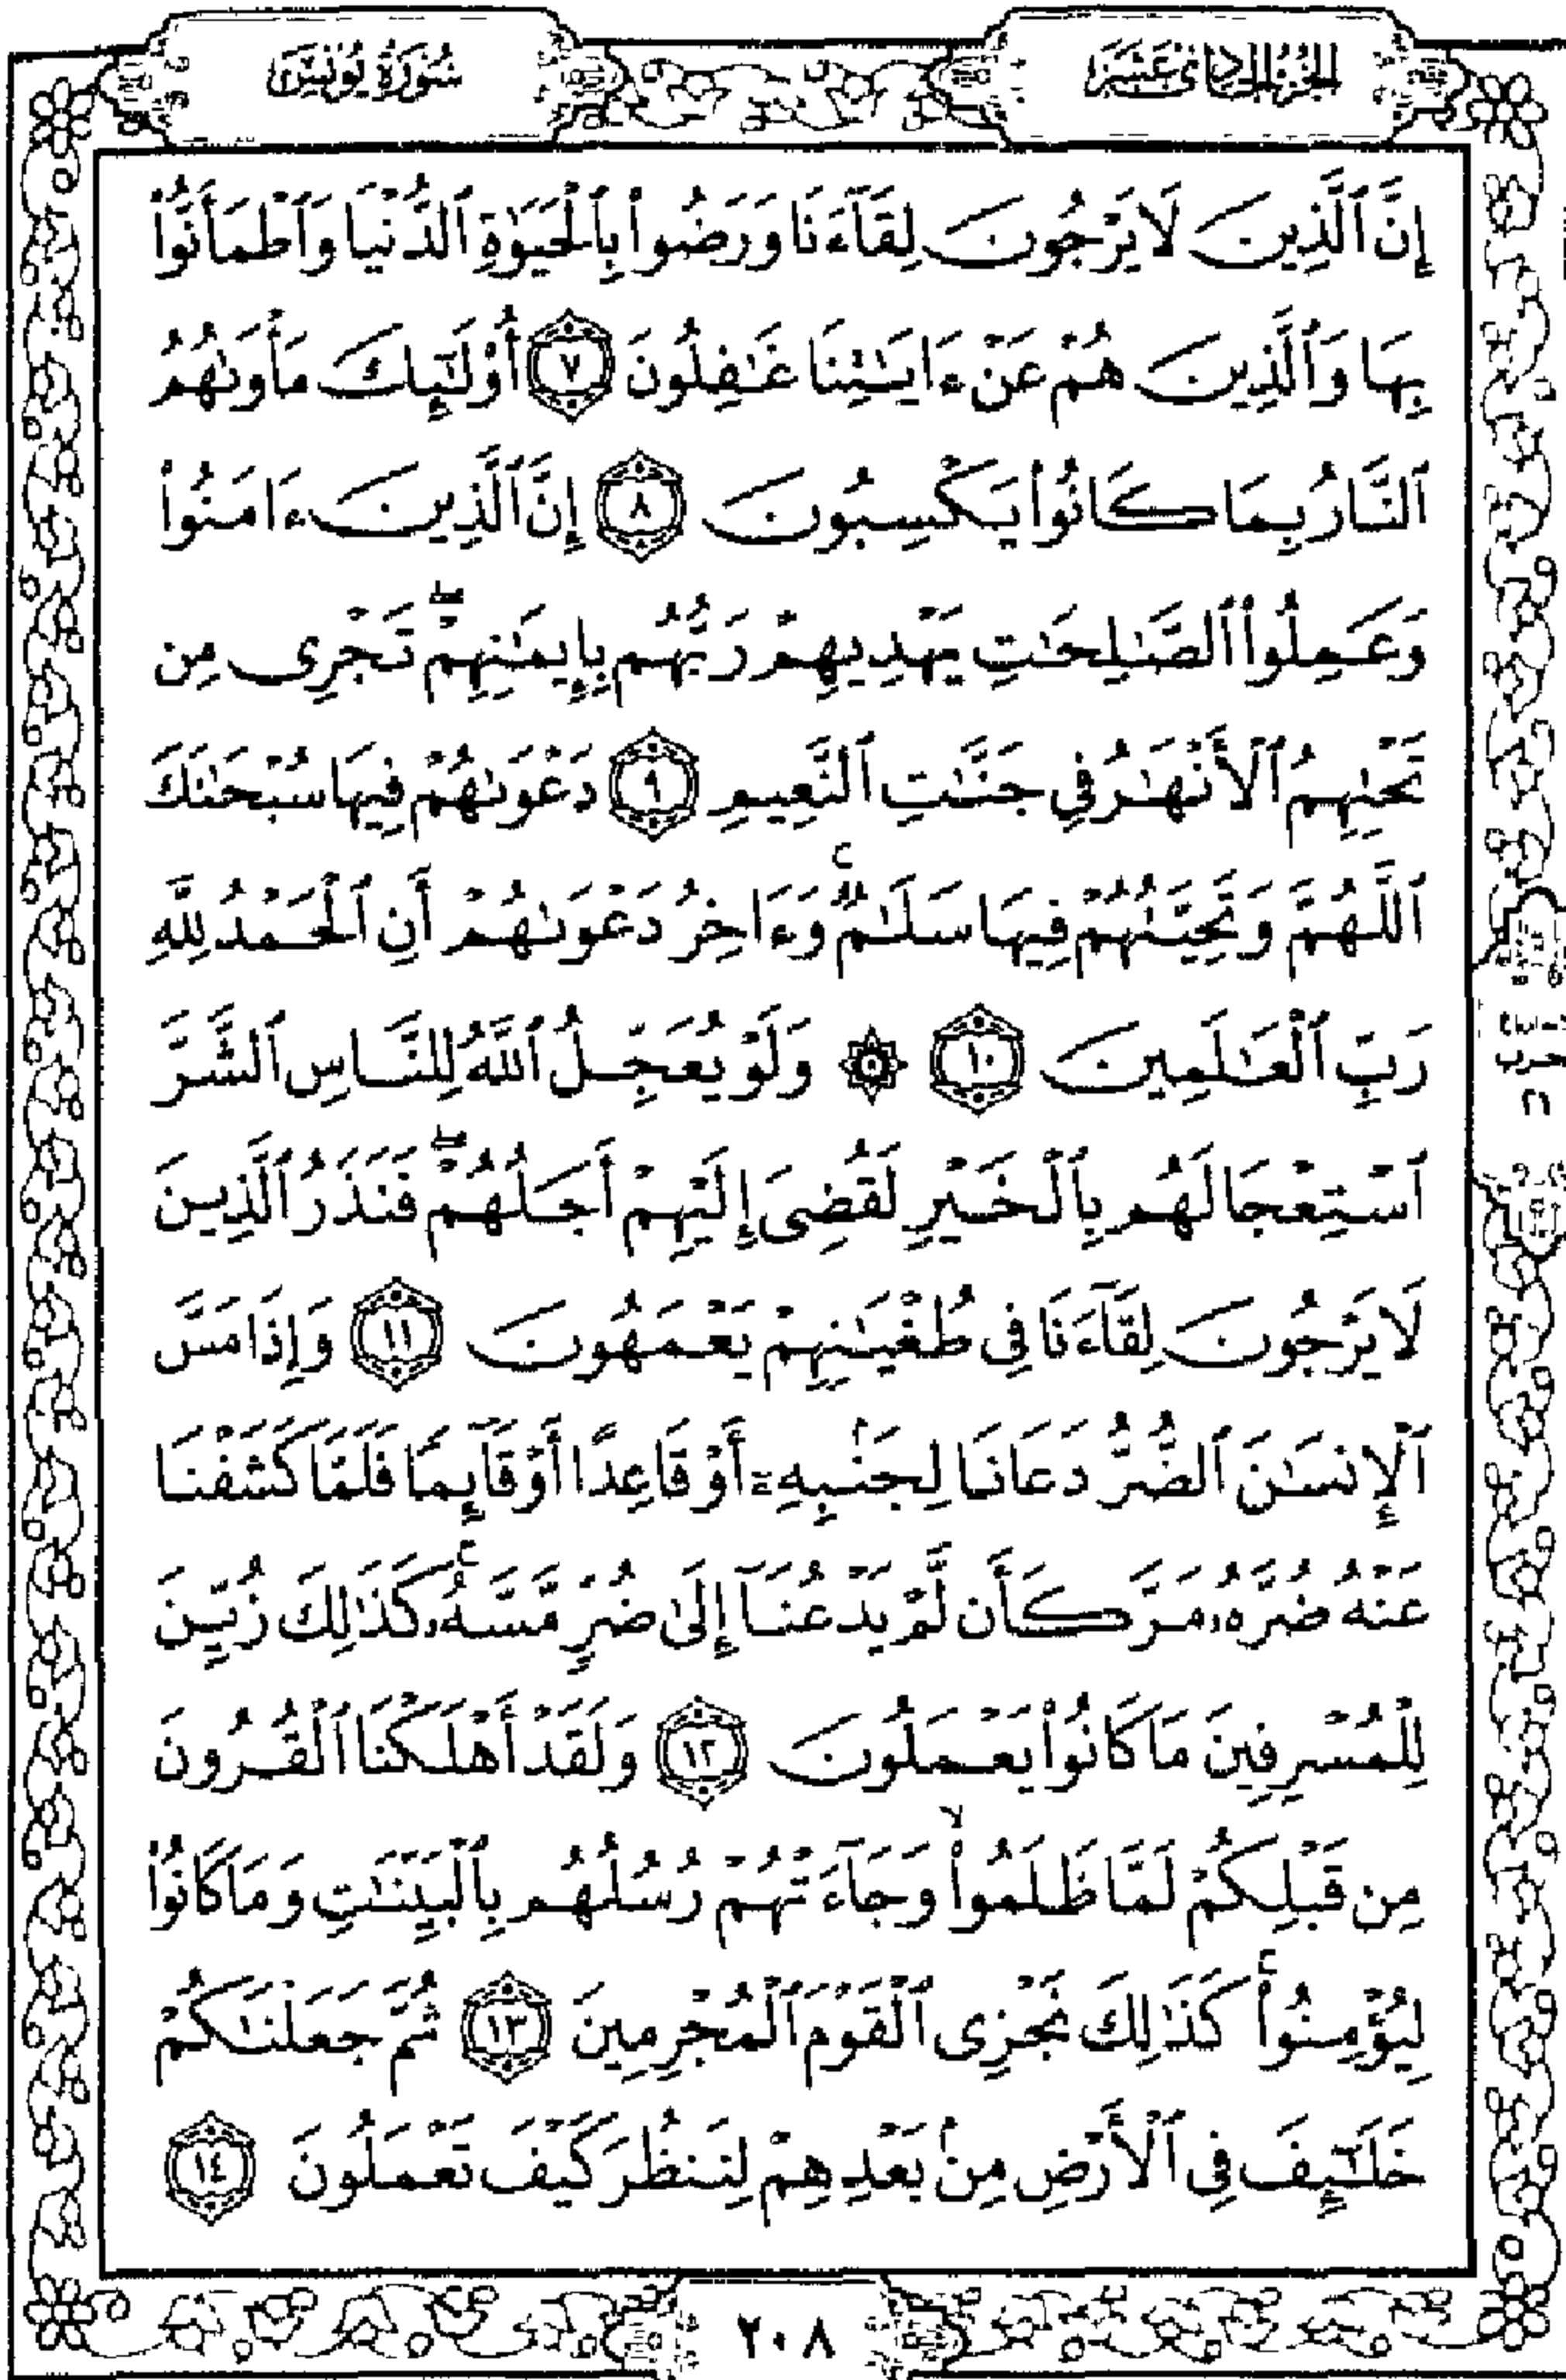 الجزء الحادي عشر
سورة يونس
إِنَّ ٱلَّذِينَ لَا يَرْجُونَ لِقَآءَنَا وَرَضُوا۟ بِٱلْحَيَوٰةِ ٱلدُّنْيَا وَٱطْمَأَنُّوا۟
بِهَا وَٱلَّذِينَ هُمْ عَنْ ءَايَـٰتِنَا غَـٰفِلُونَ ٧ أُو۟لَـٰٓئِكَ مَأْوَىٰهُمُ
ٱلنَّارُ بِمَا كَانُوا۟ يَكْسِبُونَ ٨ إِنَّ ٱلَّذِينَ ءَامَنُوا۟
وَعَمِلُوا۟ ٱلصَّـٰلِحَـٰتِ يَهْدِيهِمْ رَبُّهُم بِإِيمَـٰنِهِمْ ۖ تَجْرِى مِن
تَحْتِهِمُ ٱلْأَنْهَـٰرُ فِى جَنَّـٰتِ ٱلنَّعِيمِ ٩ دَعْوَىٰهُمْ فِيهَا سُبْحَـٰنَكَ
ٱللَّهُمَّ وَتَحِيَّتُهُمْ فِيهَا سَلَـٰمٌ ۚ وَءَاخِرُ دَعْوَىٰهُمْ أَنِ ٱلْحَمْدُ لِلَّهِ
رَبِّ ٱلْعَـٰلَمِينَ ١٠ ۞ وَلَوْ يُعَجِّلُ ٱللَّهُ لِلنَّاسِ ٱلشَّرَّ
ٱسْتِعْجَالَهُم بِٱلْخَيْرِ لَقُضِىَ إِلَيْهِمْ أَجَلُهُمْ ۖ فَنَذَرُ ٱلَّذِينَ
لَا يَرْجُونَ لِقَآءَنَا فِى طُغْيَـٰنِهِمْ يَعْمَهُونَ ١١ وَإِذَا مَسَّ
ٱلْإِنسَـٰنَ ٱلضُّرُّ دَعَانَا لِجَنۢبِهِۦٓ أَوْ قَاعِدًا أَوْ قَآئِمًا فَلَمَّا كَشَفْنَا
عَنْهُ ضُرَّهُۥ مَرَّ كَأَن لَّمْ يَدْعُنَآ إِلَىٰ ضُرٍّ مَّسَّهُۥ ۚ كَذَٰلِكَ زُيِّنَ
لِلْمُسْرِفِينَ مَا كَانُوا۟ يَعْمَلُونَ ١٢ وَلَقَدْ أَهْلَكْنَا ٱلْقُرُونَ
مِن قَبْلِكُمْ لَمَّا ظَلَمُوا۟ ۙ وَجَآءَتْهُمْ رُسُلُهُم بِٱلْبَيِّنَـٰتِ وَمَا كَانُوا۟
لِيُؤْمِنُوا۟ ۚ كَذَٰلِكَ نَجْزِى ٱلْقَوْمَ ٱلْمُجْرِمِينَ ١٣ ثُمَّ جَعَلْنَـٰكُمْ
خَلَـٰٓئِفَ فِى ٱلْأَرْضِ مِنۢ بَعْدِهِمْ لِنَنظُرَ كَيْفَ تَعْمَلُونَ ١٤
٢٠٨